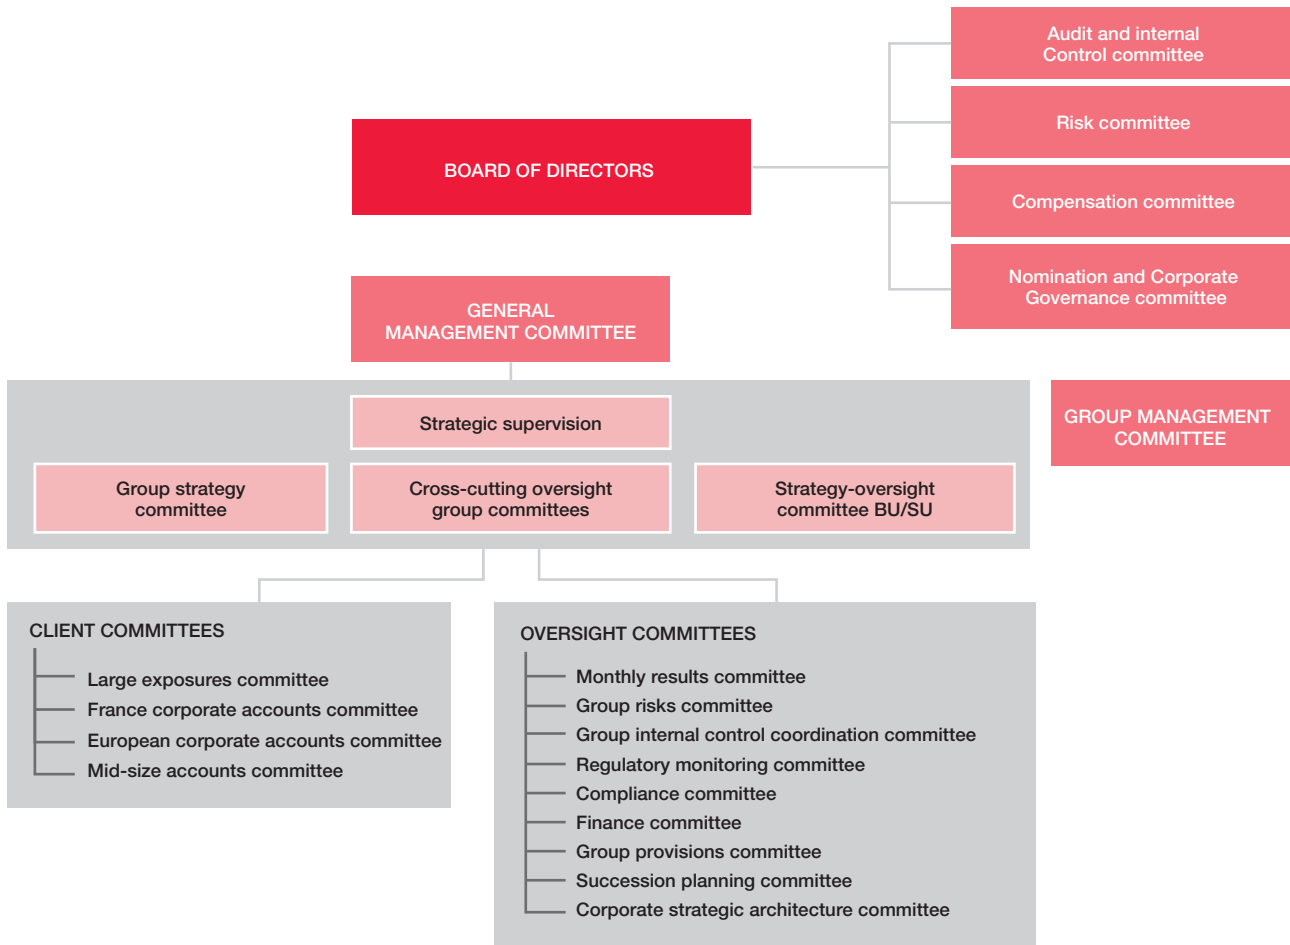 Audit and internal
Control committee
Risk committee
BOARD OF DIRECTORS
Compensation committee
Nomination and Corporate
Governance committee
GENERAL
MANAGEMENT COMMITTEE
GROUP MANAGEMENT
COMMITTEE
Strategic supervision
Group strategy
committee
Cross-cutting oversight
group committees
Strategy-oversight
committee BU/SU
CLIENT COMMITTEES
Large exposures committee
France corporate accounts committee
European corporate accounts committee
Mid-size accounts committee
OVERSIGHT COMMITTEES
Monthly results committee
Group risks committee
Group internal control coordination committee
Regulatory monitoring committee
Compliance committee
Finance committee
Group provisions committee
Succession planning committee
Corporate strategic architecture committee